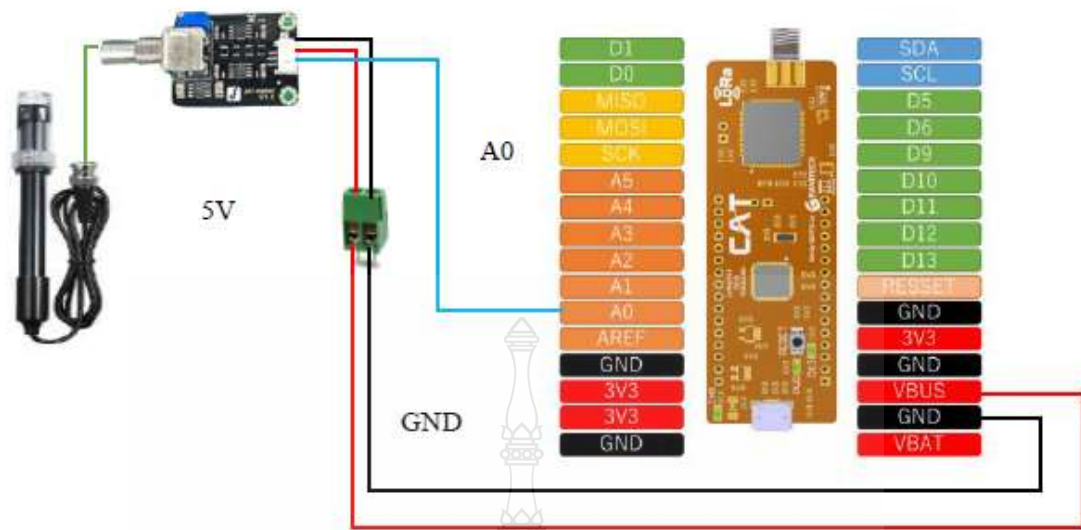 A0
5V
GND
D1
D0
MISO
MOSI
SCK
A5
A4
A3
A2
A1
A0
AREF
GND
3V3
3V3
GND
LoRa
CAT
SDA
SCL
D5
D6
D9
D10
D11
D12
D13
RESSET
GND
3V3
GND
VBUS
GND
VBAT